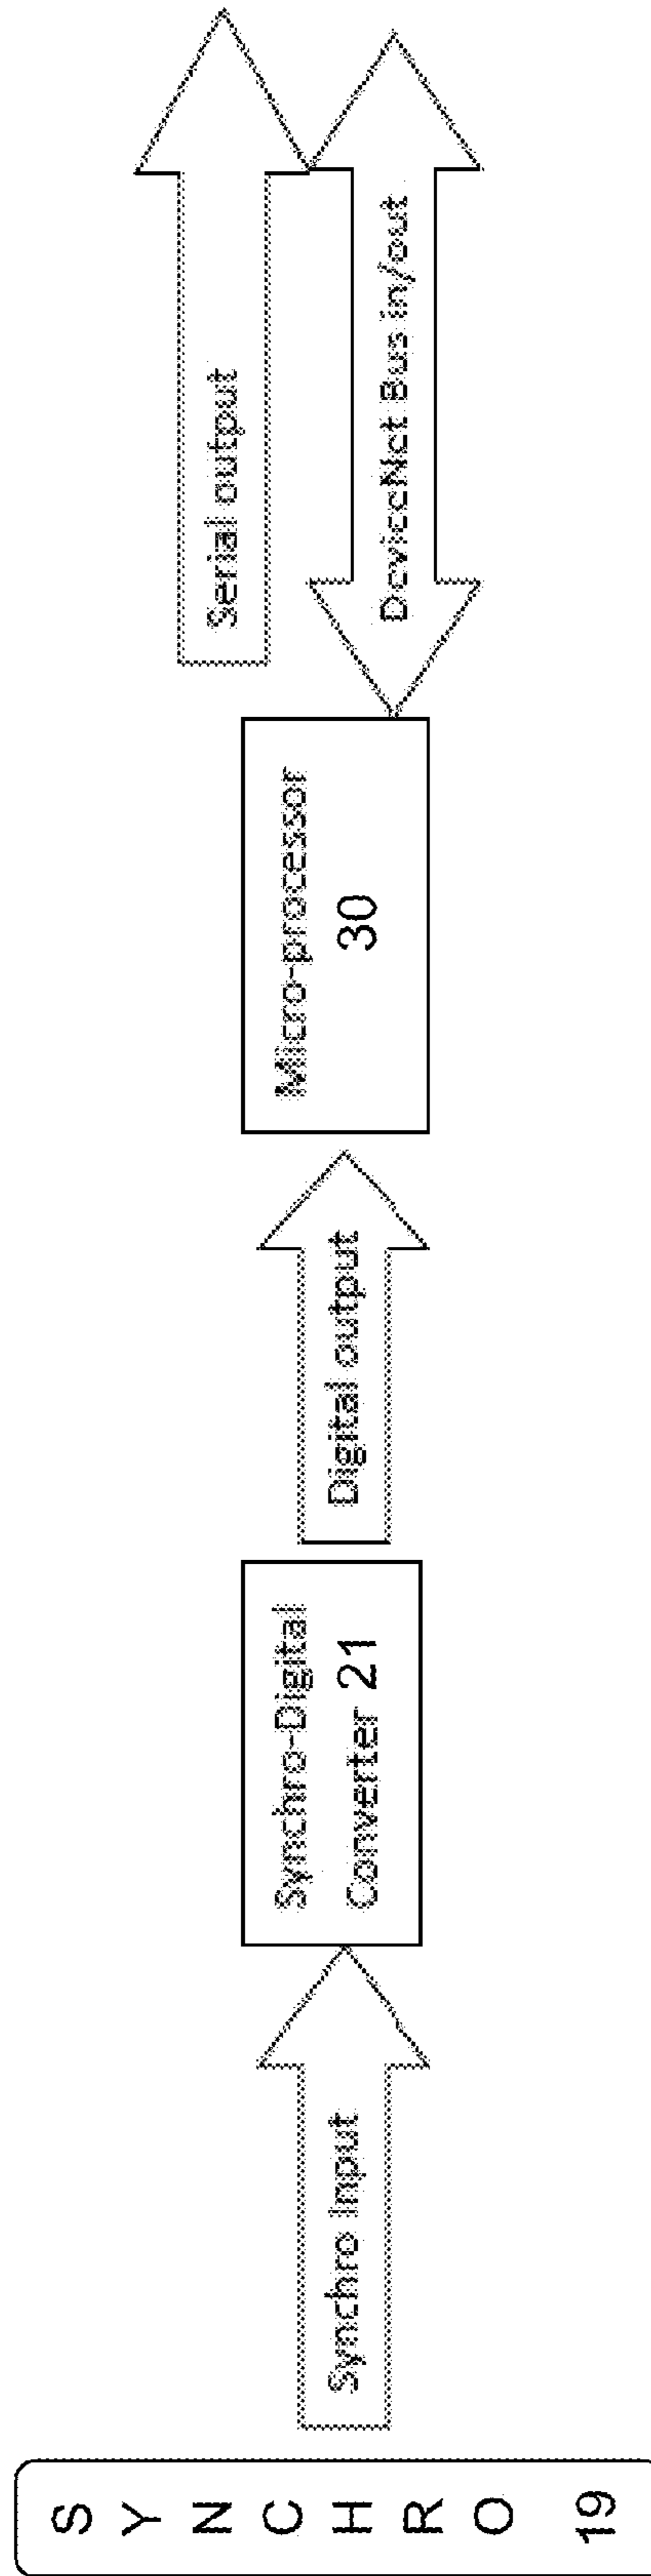 SYNCHRO 19
Synchro Input
Synchro-Digital
Converter 21
Digital output
Micro-processor
30
Serial output
DeviceNet Bus in/out